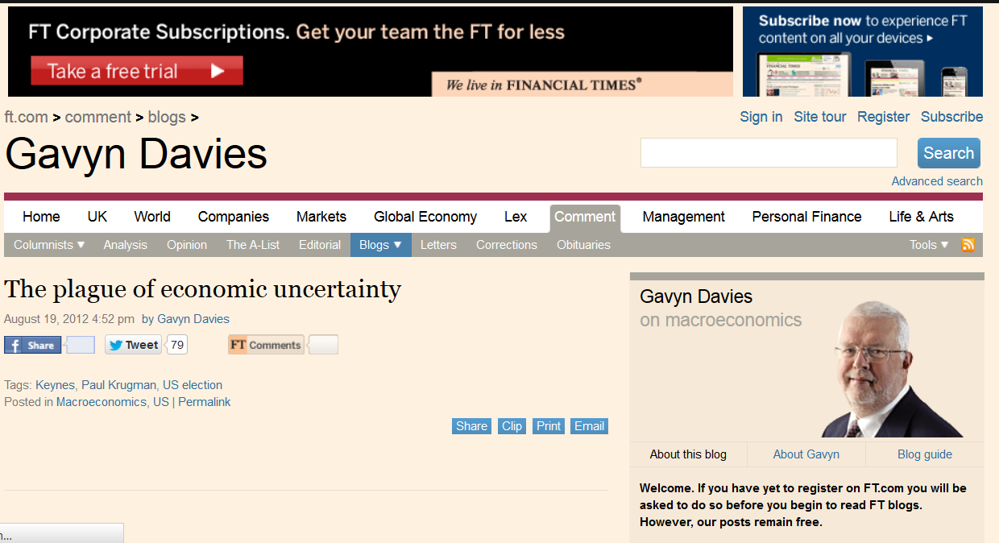 FT Corporate Subscriptions. Get your team the FT for less
Take a free trial
We live in FINANCIAL TIMES®
Subscribe now to experience FT
content on all your devices
ft.com > comment > blogs >
Sign in Site tour Register Subscribe
Gavyn Davies
Search
Advanced search
Home UK World Companies Markets Global Economy Lex Comment Management Personal Finance Life & Arts
Columnists Analysis Opinion The A-List Editorial Blogs Letters Corrections Obituaries Tools
The plague of economic uncertainty
August 19, 2012 4:52 pm by Gavyn Davies
Share Tweet 79 FT Comments
Tags: Keynes, Paul Krugman, US election
Posted in Macroeconomics, US | Permalink
Share Clip Print Email
Gavyn Davies
on macroeconomics
About this blog About Gavyn Blog guide
Welcome. If you have yet to register on FT.com you will be
asked to do so before you begin to read FT blogs.
However, our posts remain free.